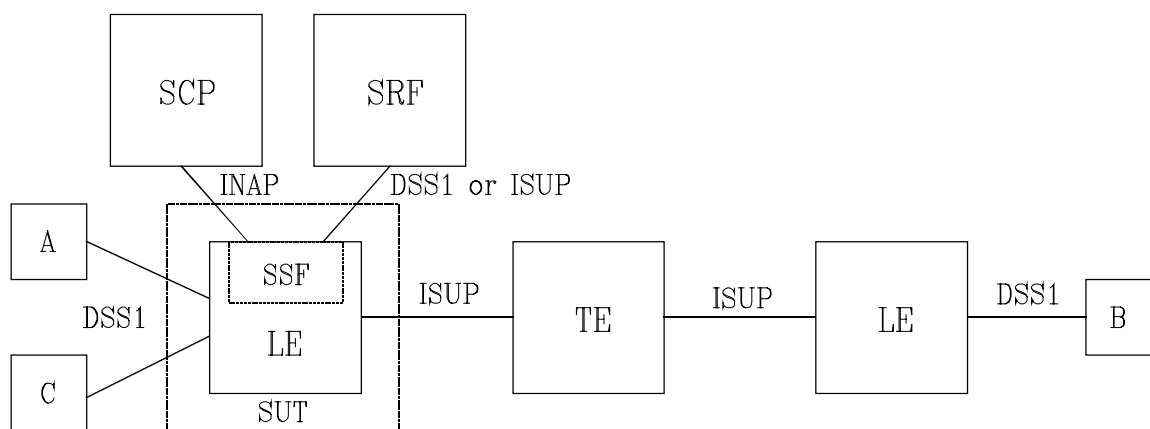 SCP
SRF
INAP
DSS1 or ISUP
A
SSF
DSS1
LE
ISUP
TE
ISUP
LE
DSS1
B
C
SUT